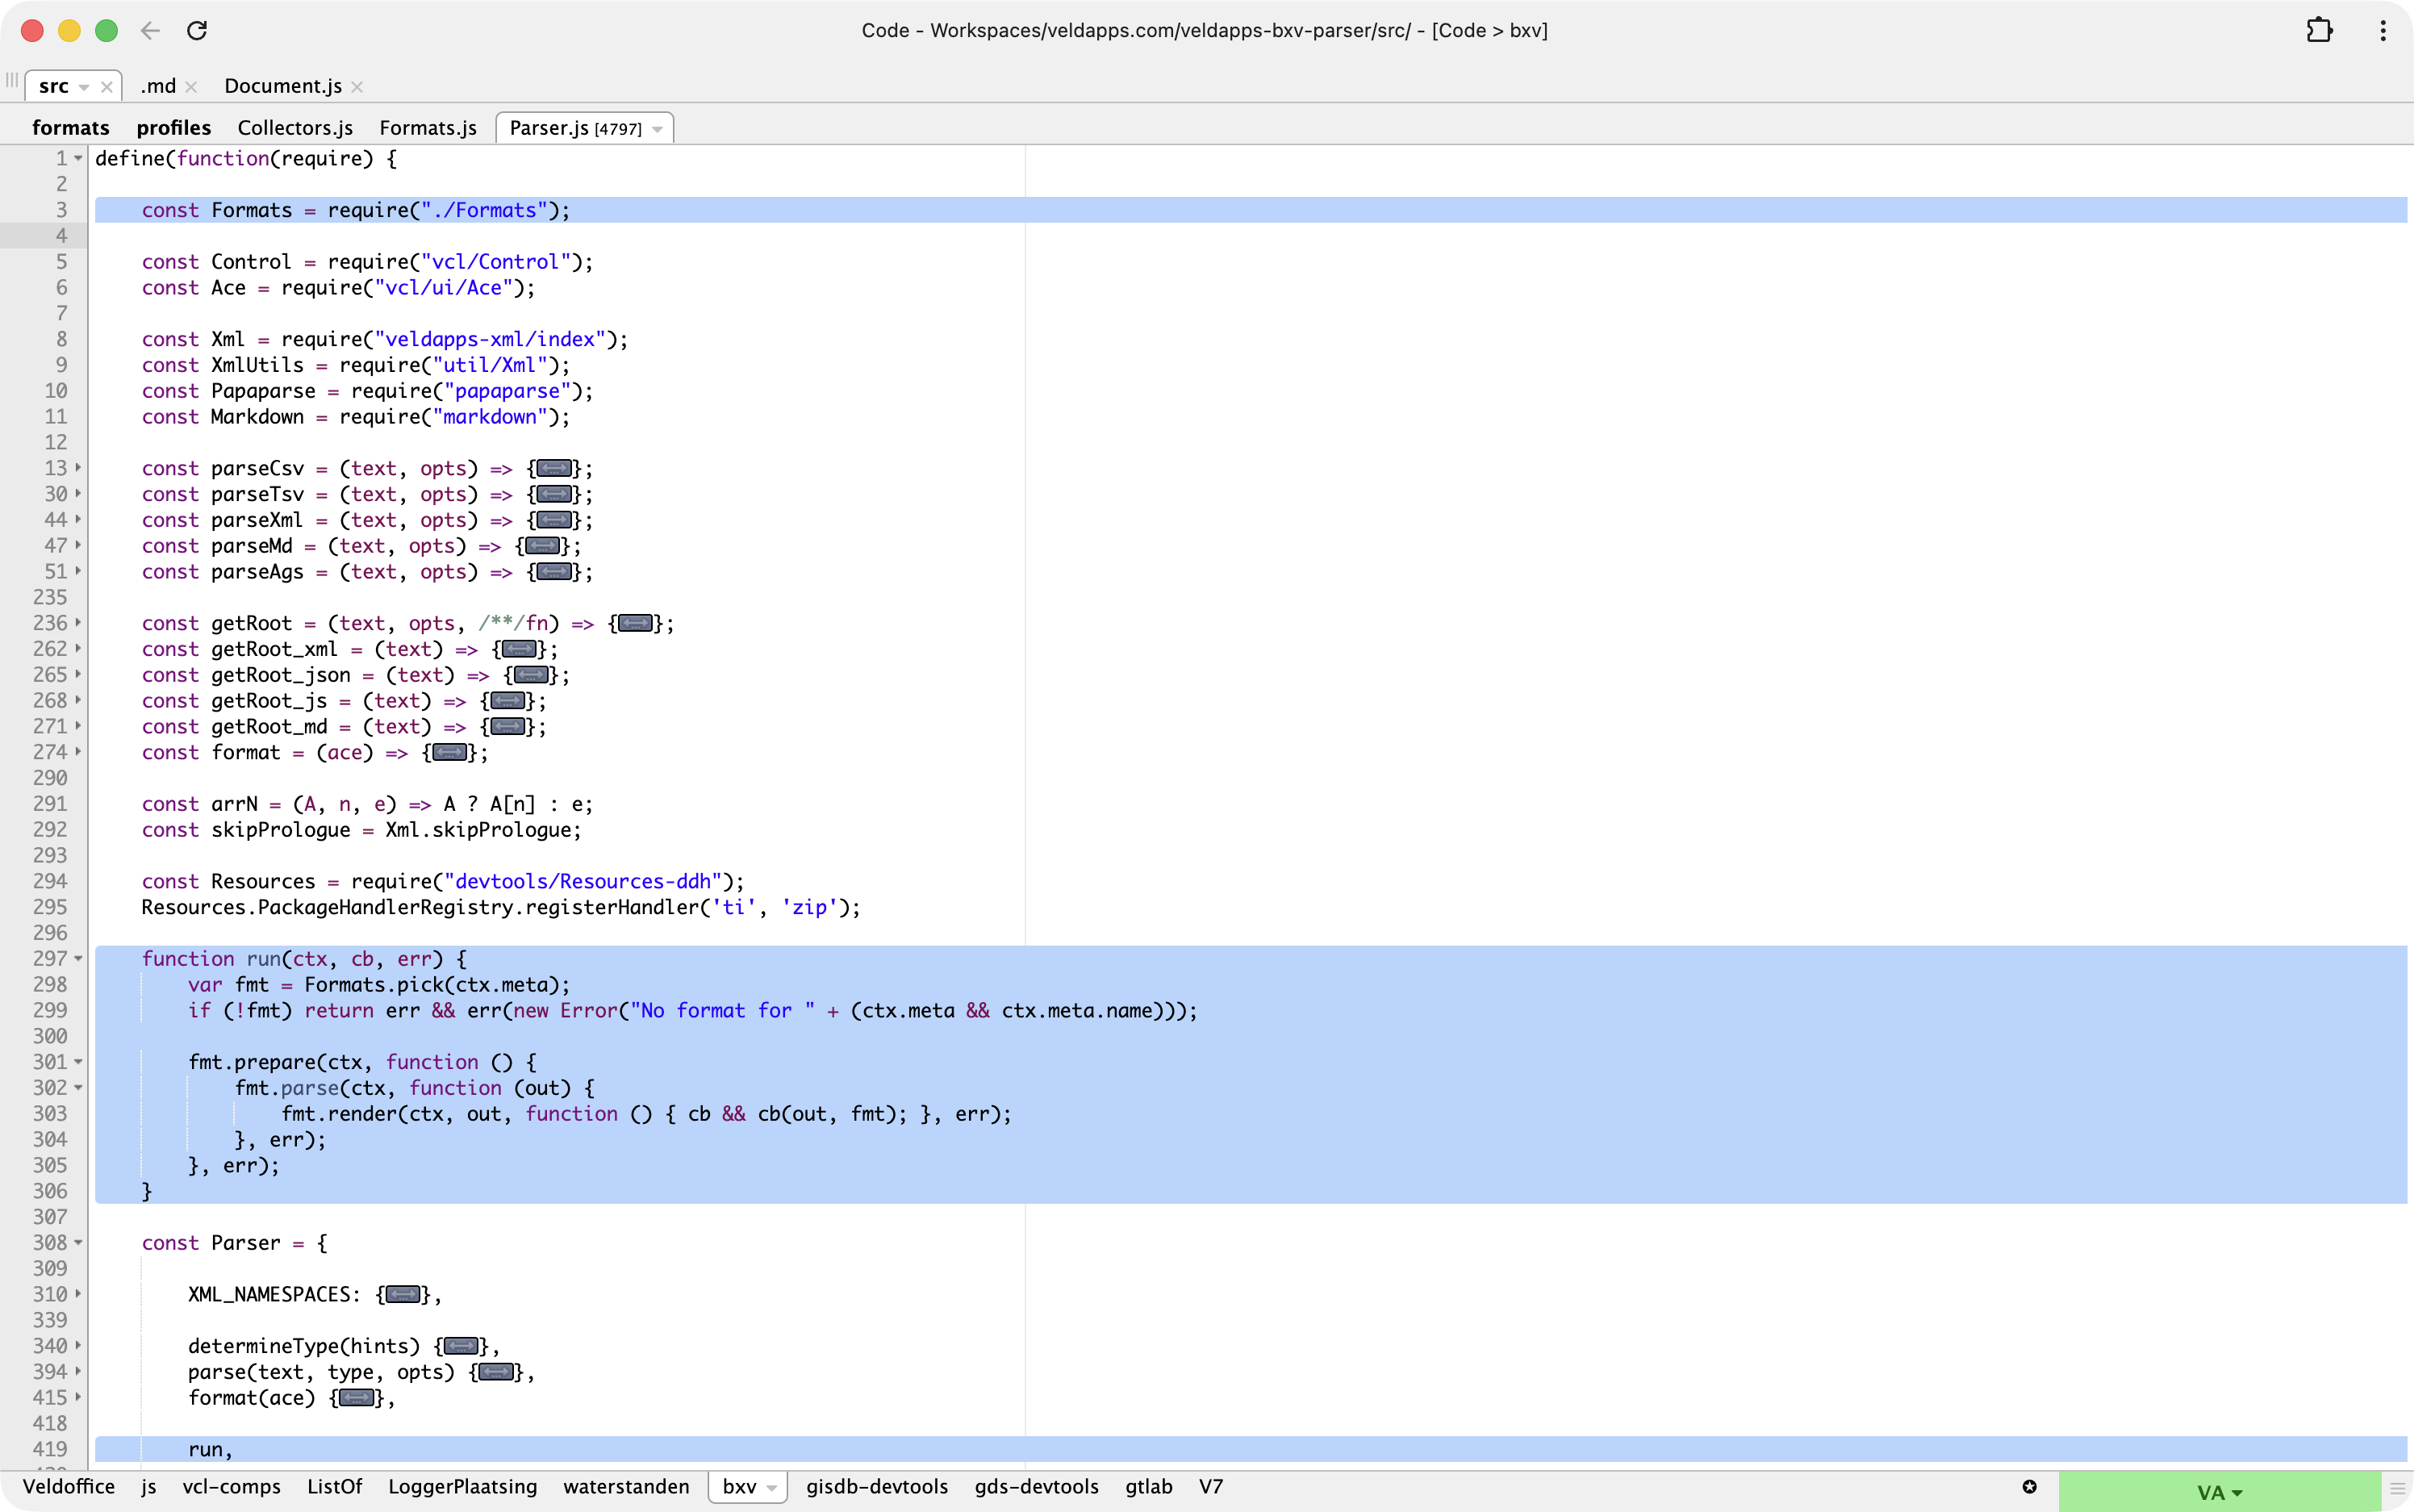 Code - Workspaces/veldapps.com/veldapps-bxv-parser/src/ - [Code > bxv]
src .md Document.js
formats profiles Collectors.js Formats.js Parser.js [4797]
1 define(function(require) {
2
3     const Formats = require("./Formats");
4
5     const Control = require("vcl/Control");
6     const Ace = require("vcl/ui/Ace");
7
8     const Xml = require("veldapps-xml/index");
9     const XmlUtils = require("util/Xml");
10     const Papaparse = require("papaparse");
11     const Markdown = require("markdown");
12
13     const parseCsv = (text, opts) => {};
30     const parseTsv = (text, opts) => {};
44     const parseXml = (text, opts) => {};
47     const parseMd = (text, opts) => {};
51     const parseAgs = (text, opts) => {};
235
236     const getRoot = (text, opts, /**/fn) => {};
262     const getRoot_xml = (text) => {};
265     const getRoot_json = (text) => {};
268     const getRoot_js = (text) => {};
271     const getRoot_md = (text) => {};
274     const format = (ace) => {};
290
291     const arrN = (A, n, e) => A ? A[n] : e;
292     const skipPrologue = Xml.skipPrologue;
293
294     const Resources = require("devtools/Resources-ddh");
295     Resources.PackageHandlerRegistry.registerHandler('ti', 'zip');
296
297     function run(ctx, cb, err) {
298         var fmt = Formats.pick(ctx.meta);
299         if (!fmt) return err && err(new Error("No format for " + (ctx.meta && ctx.meta.name)));
300
301         fmt.prepare(ctx, function () {
302             fmt.parse(ctx, function (out) {
303                 fmt.render(ctx, out, function () { cb && cb(out, fmt); }, err);
304             }, err);
305         }, err);
306     }
307
308     const Parser = {
309
310         XML_NAMESPACES: {},
339
340         determineType(hints) {},
394         parse(text, type, opts) {},
415         format(ace) {},
418
419         run,
Veldoffice js vcl-comps ListOf LoggerPlaatsing waterstanden bxv gisdb-devtools gds-devtools gtlab V7 VA